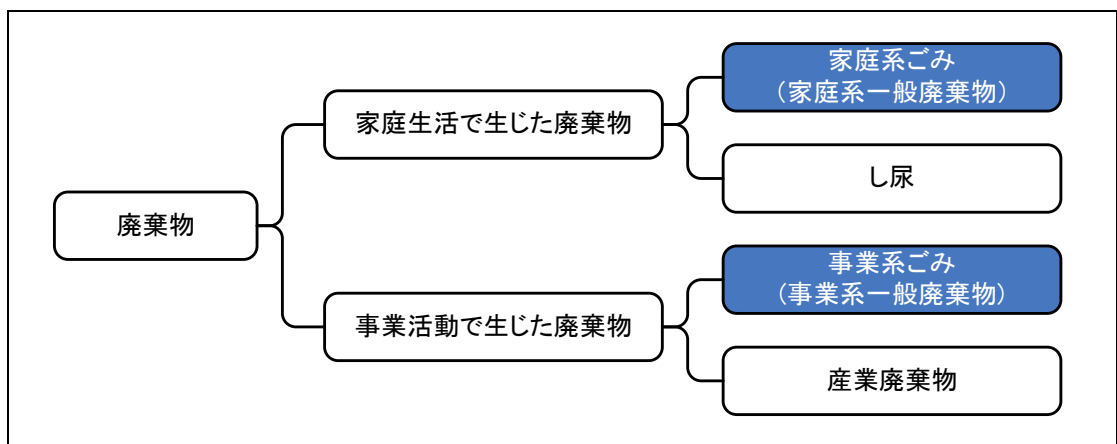 家庭系ごみ
（家庭系一般廃棄物）
家庭生活で生じた廃棄物
し尿
廃棄物
事業系ごみ
（事業系一般廃棄物）
事業活動で生じた廃棄物
産業廃棄物